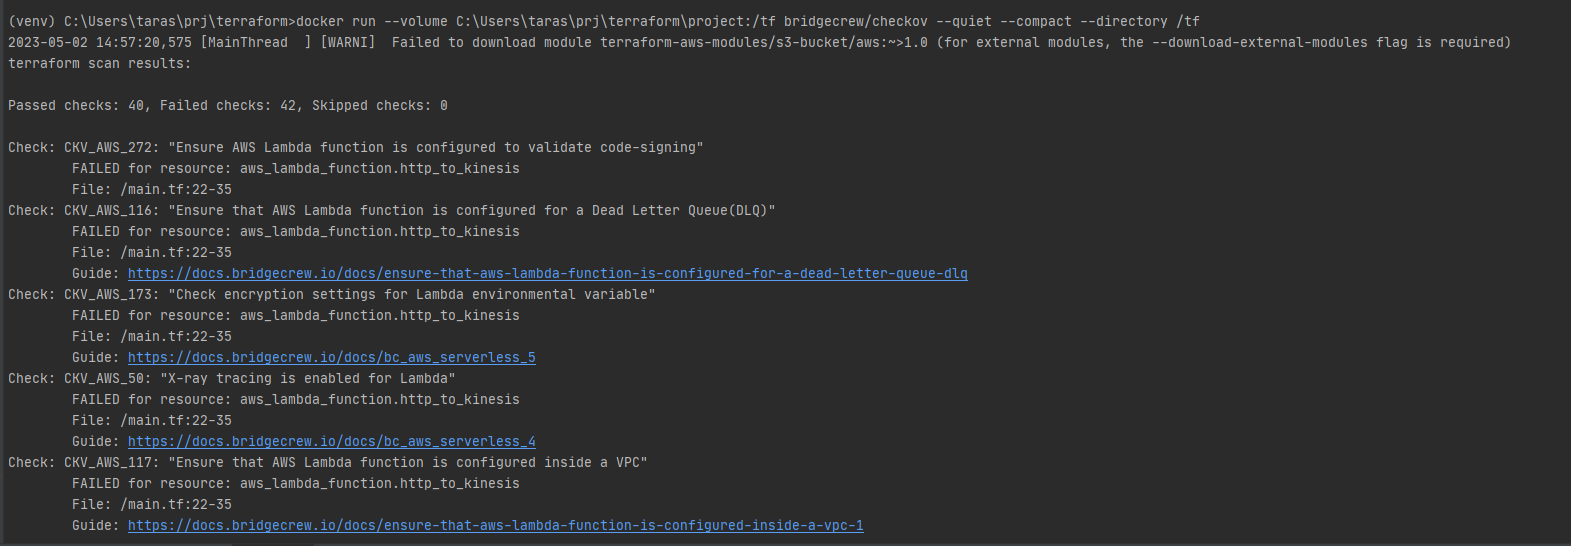 (venv) C:\Users\taras\prj\terraform>docker run --volume C:\Users\taras\prj\terraform\project:/tf bridgecrew/checkov --quiet --compact --directory /tf
2023-05-02 14:57:20,575 [MainThread  ] [WARNI]  Failed to download module terraform-aws-modules/s3-bucket/aws:~>1.0 (for external modules, the --download-external-modules flag is required)
terraform scan results:

Passed checks: 40, Failed checks: 42, Skipped checks: 0

Check: CKV_AWS_272: "Ensure AWS Lambda function is configured to validate code-signing"
        FAILED for resource: aws_lambda_function.http_to_kinesis
        File: /main.tf:22-35
Check: CKV_AWS_116: "Ensure that AWS Lambda function is configured for a Dead Letter Queue(DLQ)"
        FAILED for resource: aws_lambda_function.http_to_kinesis
        File: /main.tf:22-35
        Guide: https://docs.bridgecrew.io/docs/ensure-that-aws-lambda-function-is-configured-for-a-dead-letter-queue-dlq
Check: CKV_AWS_173: "Check encryption settings for Lambda environmental variable"
        FAILED for resource: aws_lambda_function.http_to_kinesis
        File: /main.tf:22-35
        Guide: https://docs.bridgecrew.io/docs/bc_aws_serverless_5
Check: CKV_AWS_50: "X-ray tracing is enabled for Lambda"
        FAILED for resource: aws_lambda_function.http_to_kinesis
        File: /main.tf:22-35
        Guide: https://docs.bridgecrew.io/docs/bc_aws_serverless_4
Check: CKV_AWS_117: "Ensure that AWS Lambda function is configured inside a VPC"
        FAILED for resource: aws_lambda_function.http_to_kinesis
        File: /main.tf:22-35
        Guide: https://docs.bridgecrew.io/docs/ensure-that-aws-lambda-function-is-configured-inside-a-vpc-1